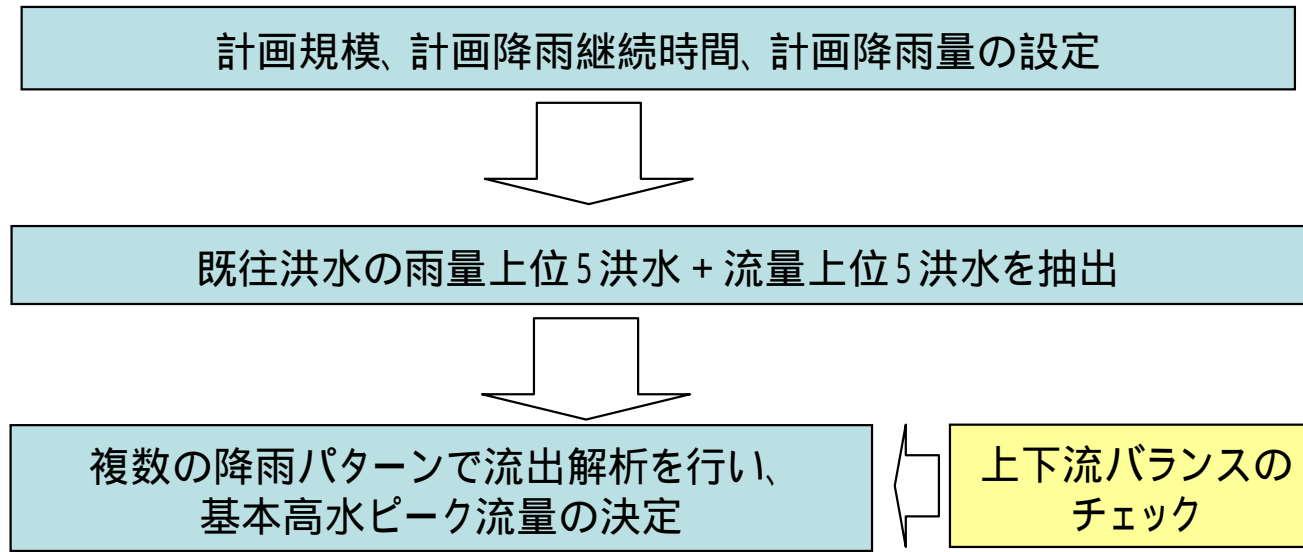 計画規模、計画降雨継続時間、計画降雨量の設定
既往洪水の雨量上位5洪水+流量上位5洪水を抽出
複数の降雨パターンで流出解析を行い、
基本高水ピーク流量の決定
上下流バランスの
チェック